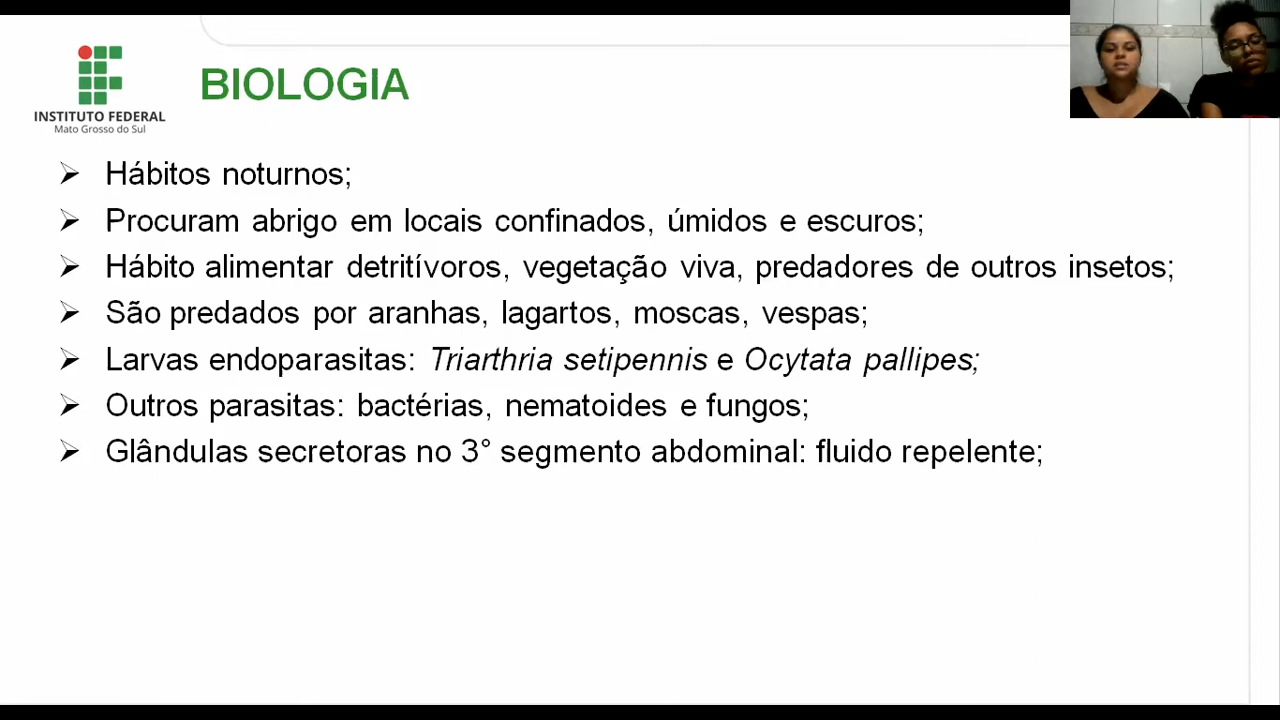 INSTITUTO FEDERAL
Mato Grosso do Sul
BIOLOGIA
Hábitos noturnos;
Procuram abrigo em locais confinados, úmidos e escuros;
Hábito alimentar detritívoros, vegetação viva, predadores de outros insetos;
São predados por aranhas, lagartos, moscas, vespas;
Larvas endoparasitas: Triarthria setipennis e Ocytata pallipes;
Outros parasitas: bactérias, nematoides e fungos;
Glândulas secretoras no 3° segmento abdominal: fluido repelente;